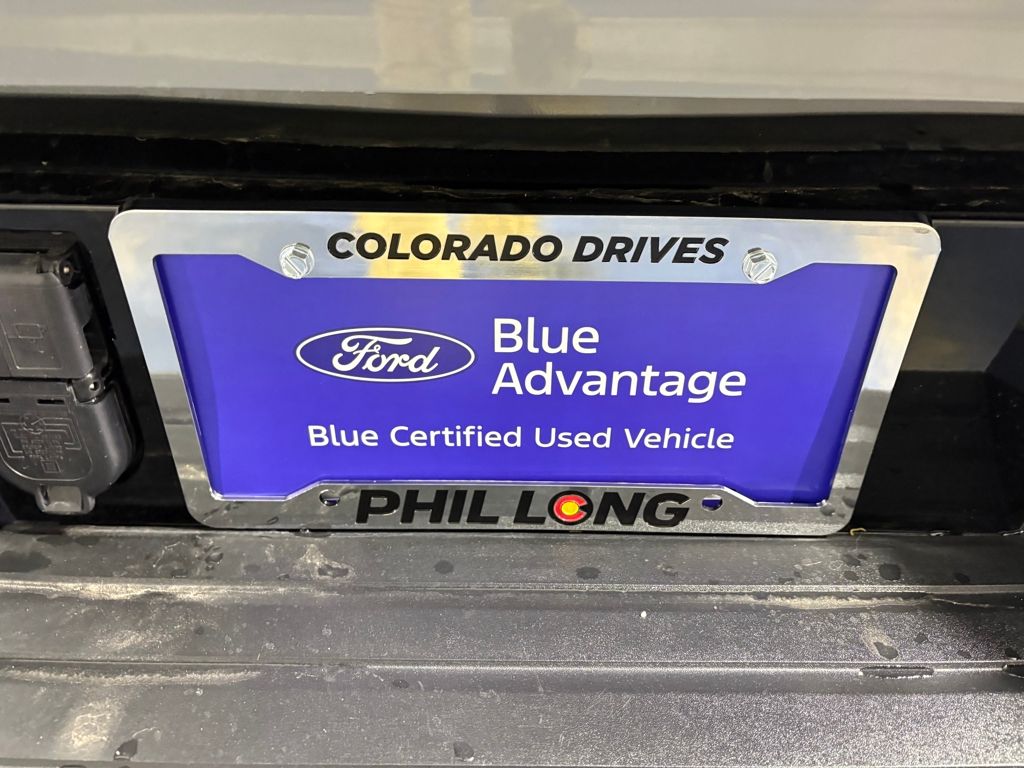 COLORADO DRIVES
Ford
Blue
Advantage
Blue Certified Used Vehicle
PHIL LONG